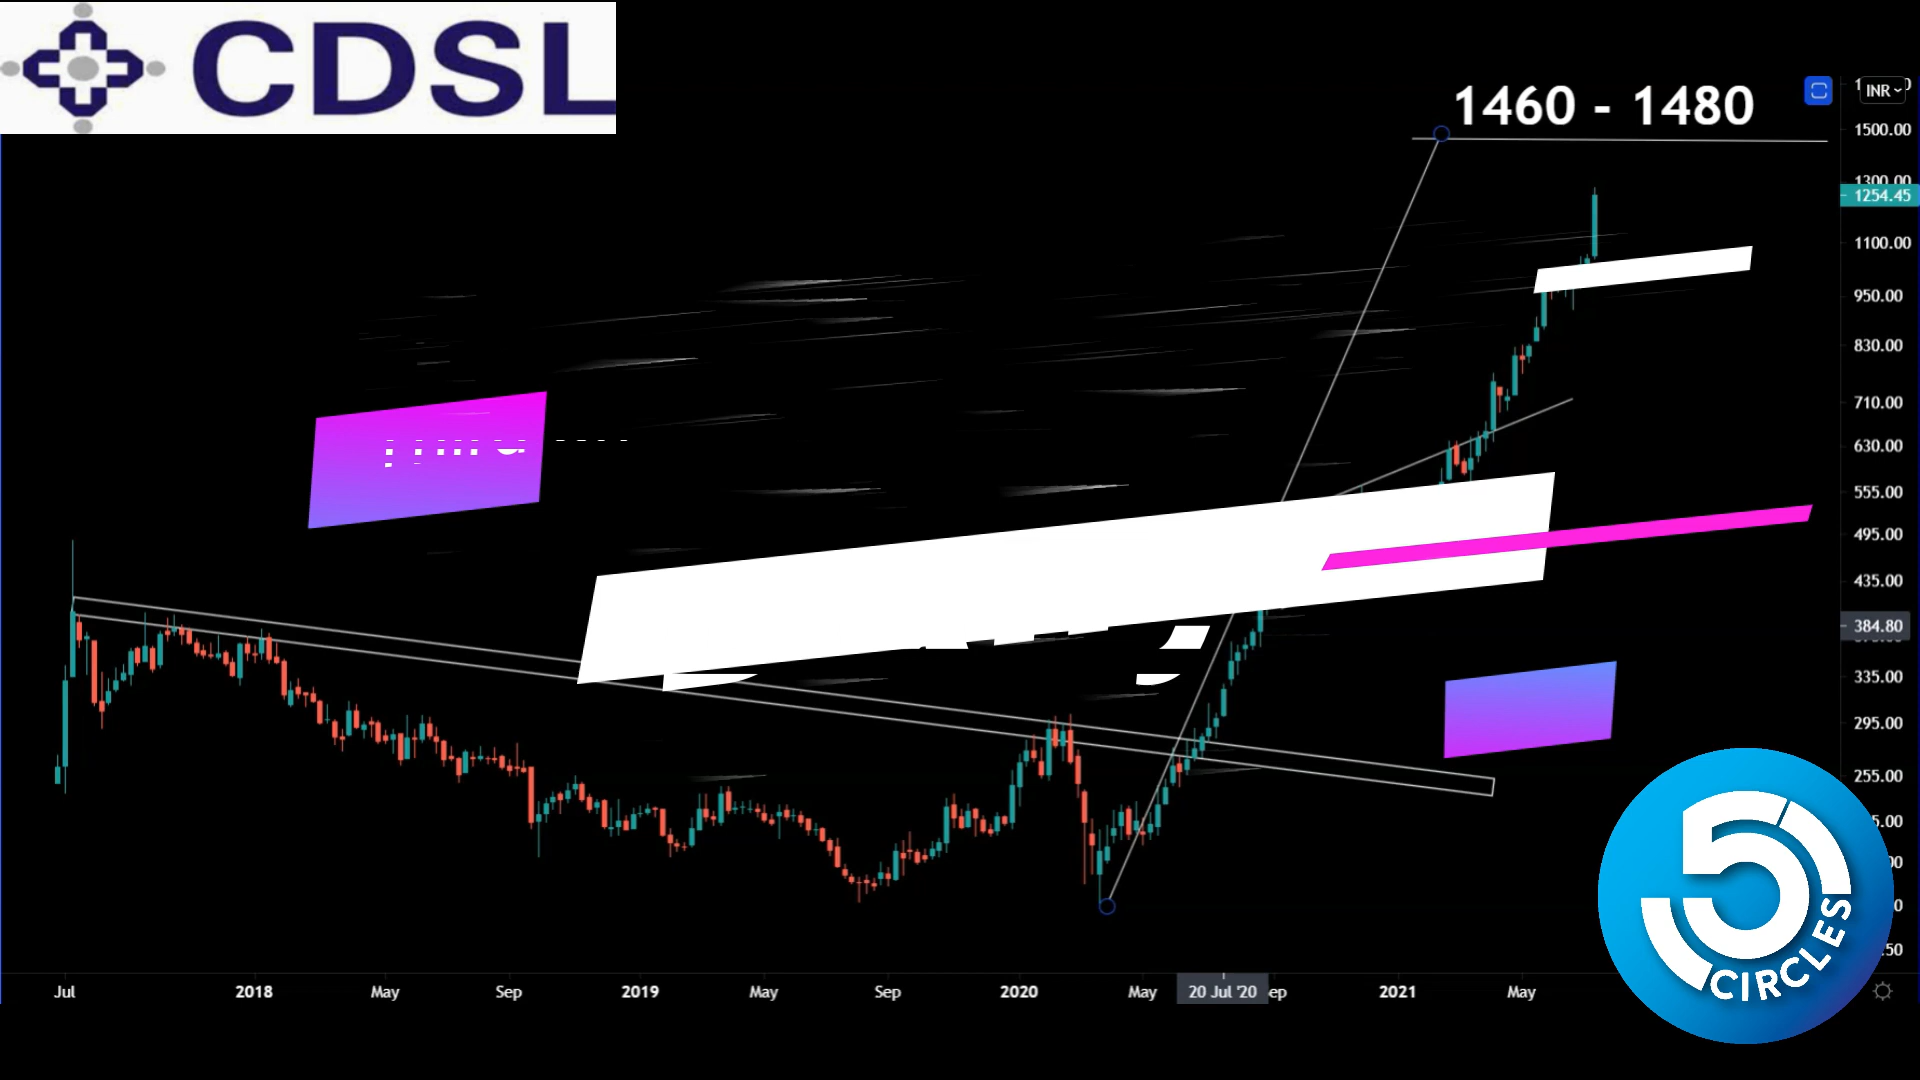 CDSL
1460 - 1480
INR
1500.00
1300.00
1254.45
1100.00
950.00
830.00
710.00
630.00
555.00
495.00
435.00
384.80
335.00
295.00
255.00
5
CIRCLES
Jul
2018
May
Sep
2019
May
Sep
2020
May
20 Jul '20
2021
May